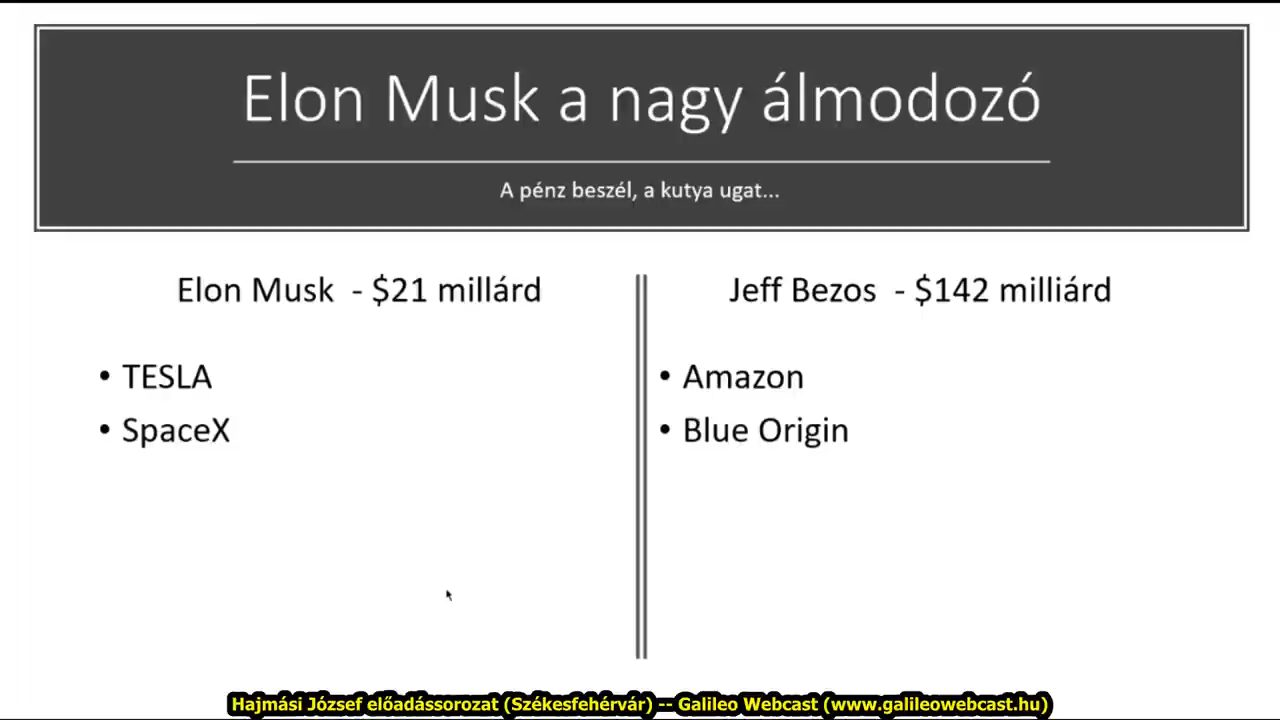 Elon Musk a nagy álmodozó
A pénz beszél, a kutya ugat...
Elon Musk - $21 millárd
• TESLA
• SpaceX
Jeff Bezos - $142 milliárd
• Amazon
• Blue Origin
Hajmási József előadássorozat (Székesfehérvár) -- Galileo Webcast (www.galileowebcast.hu)